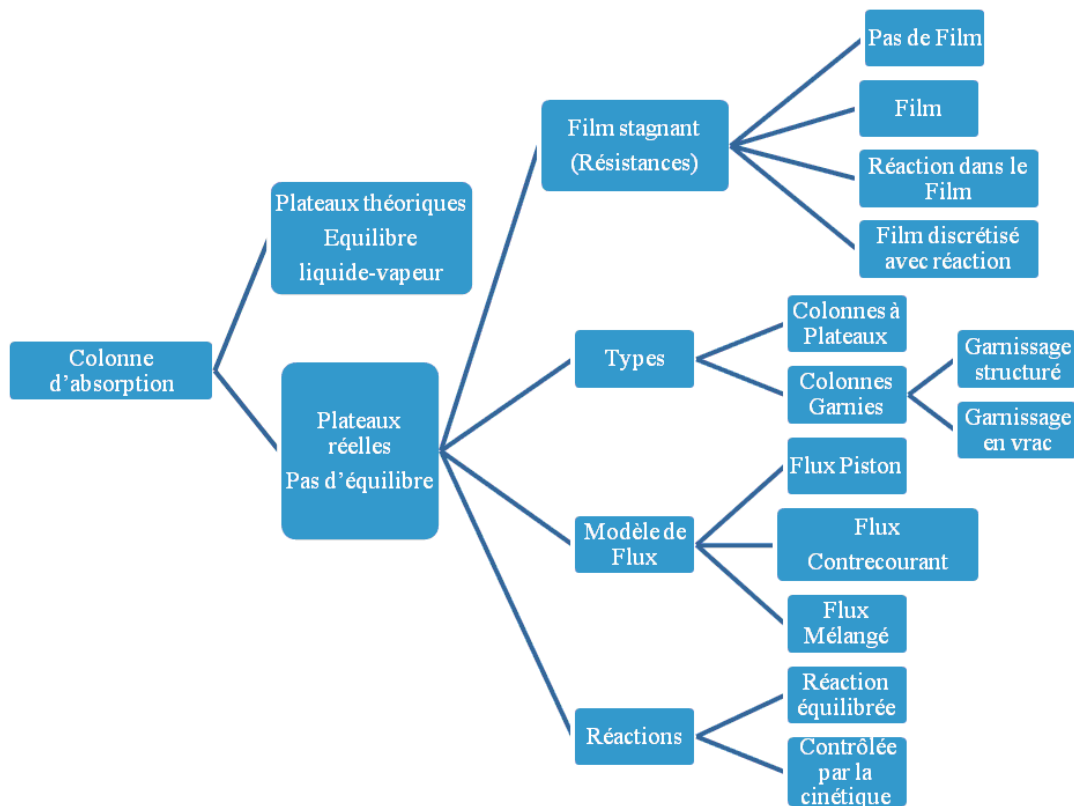 Colonne
d'absorption
Plateaux théoriques
Equilibre
liquide-vapeur
Plateaux
réelles
Pas d'équilibre
Film stagnant
(Résistances)
Pas de Film
Film
Réaction dans le
Film
Film discrétisé
avec réaction
Types
Colonnes à
Plateaux
Colonnes
Garnies
Garnissage
structuré
Garnissage
en vrac
Modèle de
Flux
Flux Piston
Flux
Contrecourant
Flux
Mélangé
Réactions
Réaction
équilibrée
Contrôlée
par la
cinétique